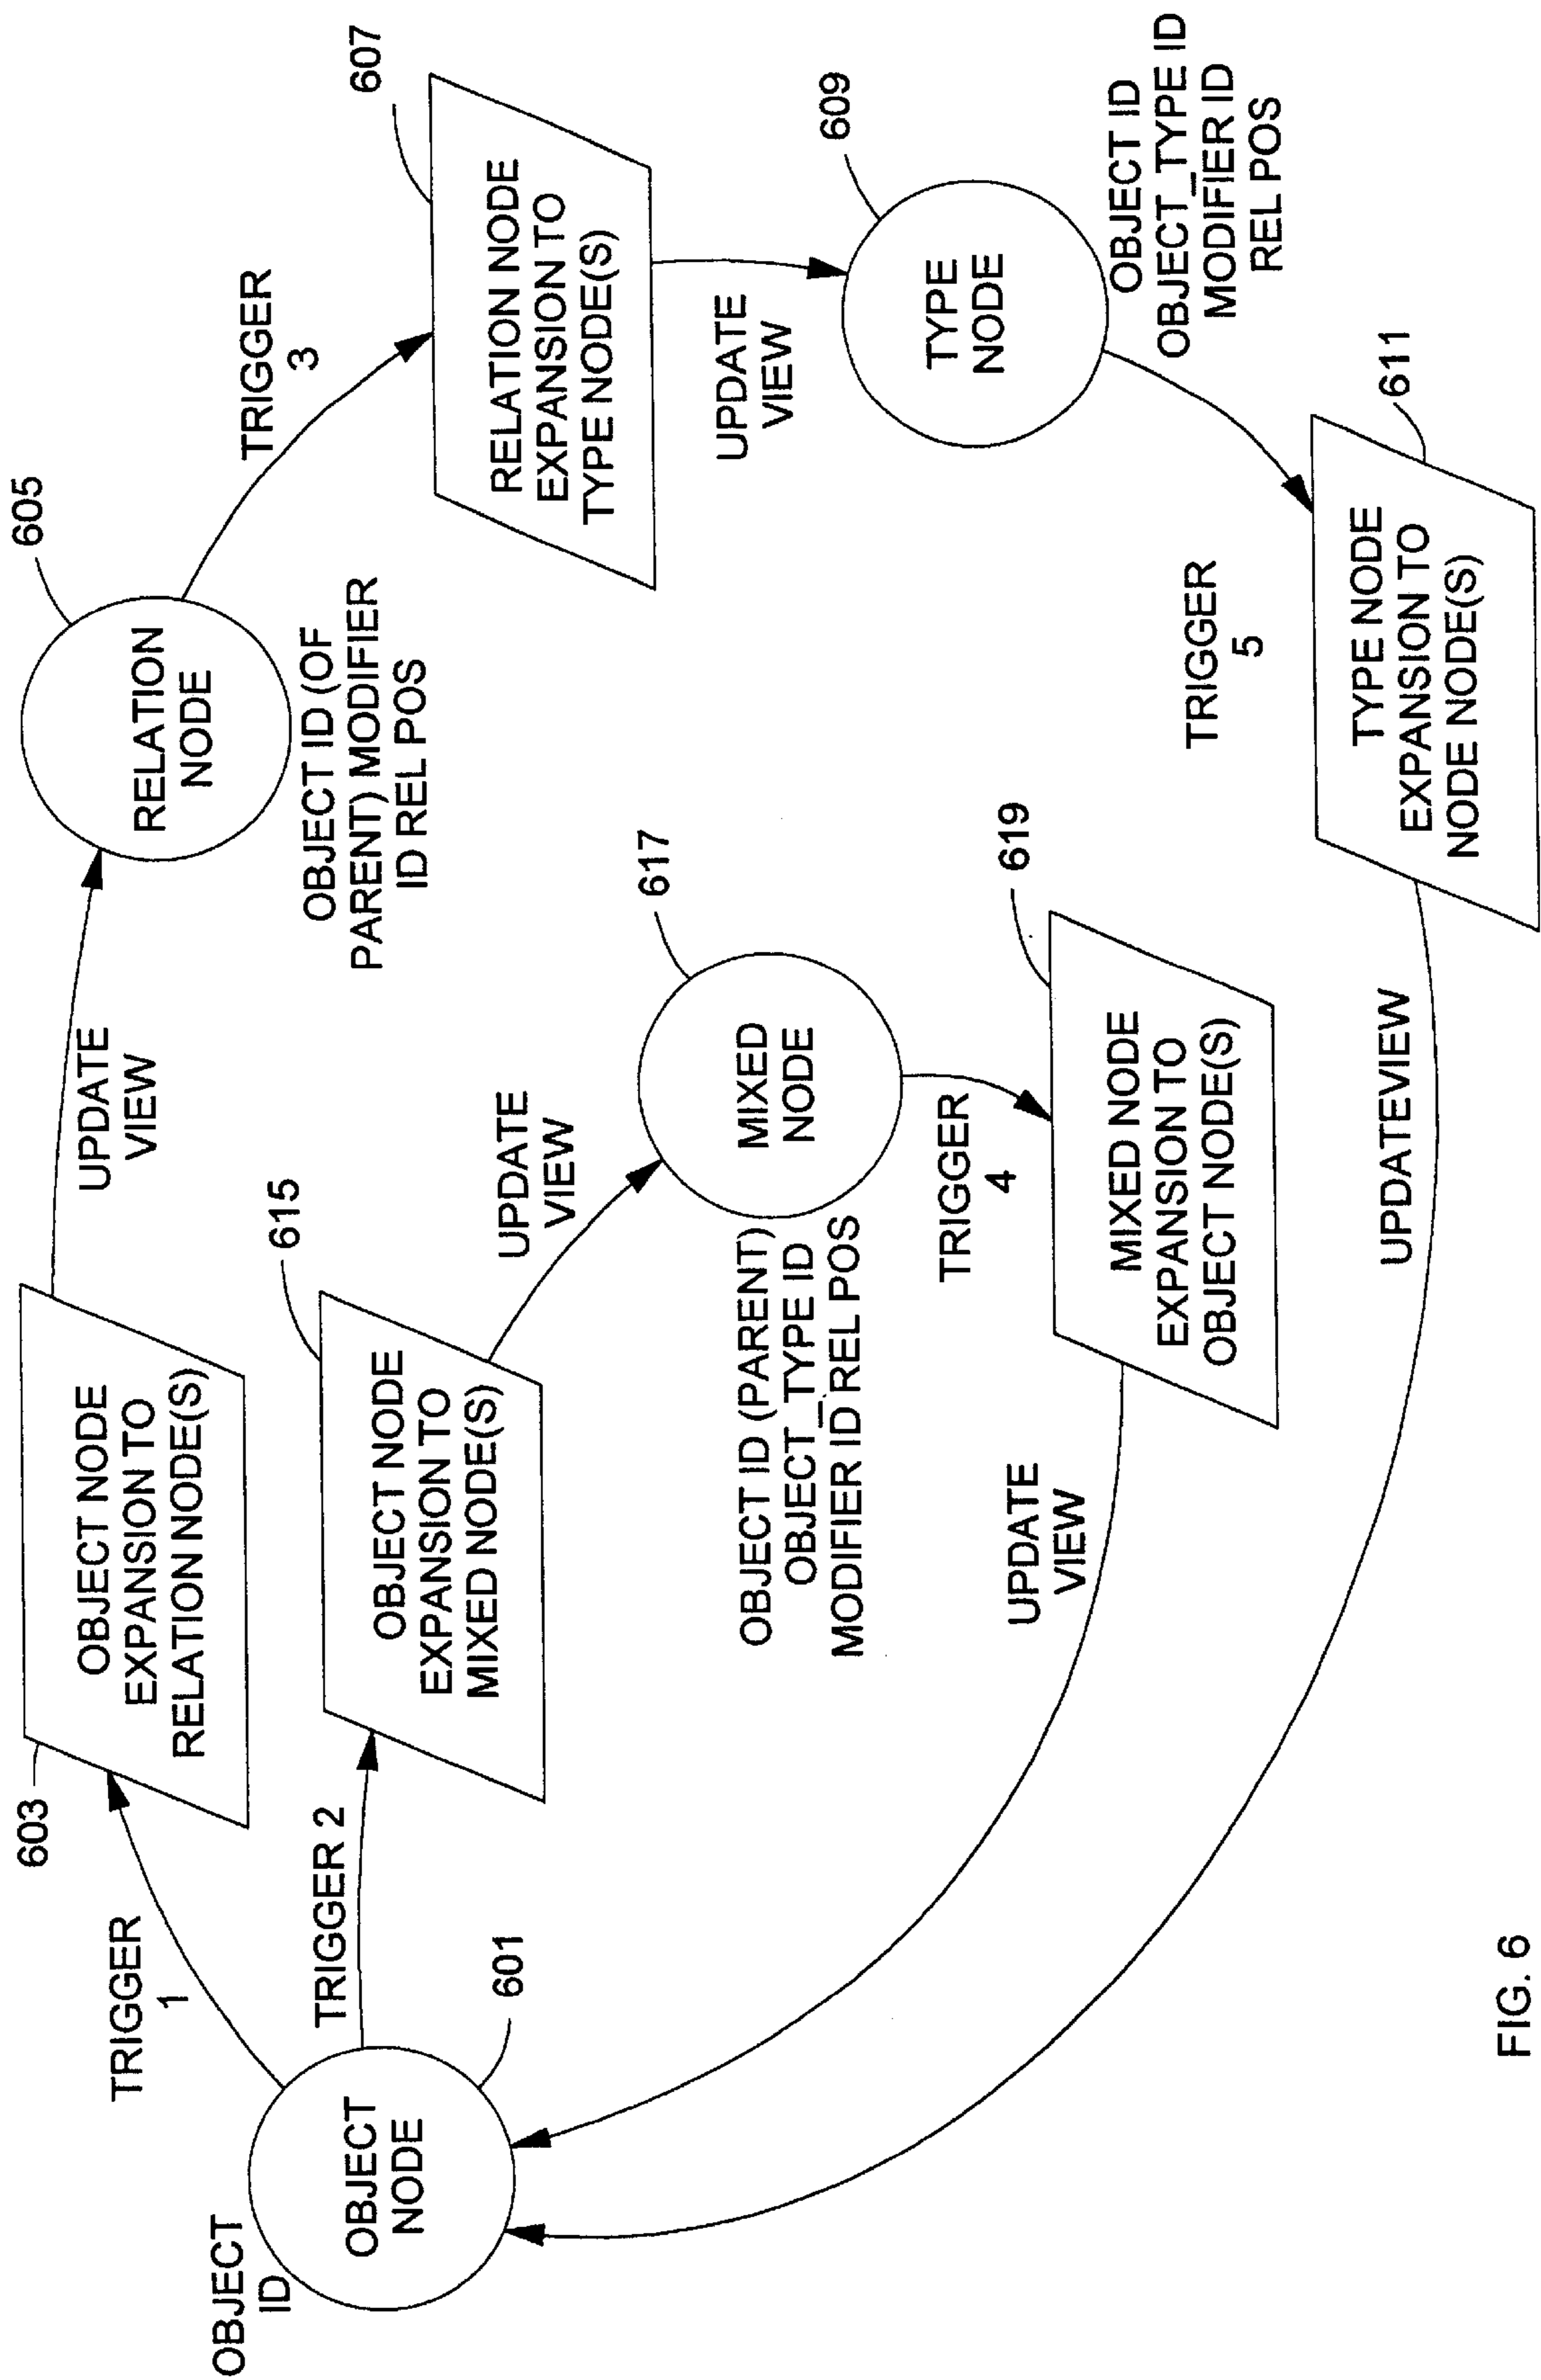 OBJECT
ID
OBJECT
NODE
601
TRIGGER
1
TRIGGER 2
603
OBJECT NODE
EXPANSION TO
RELATION NODE(S)
615
OBJECT NODE
EXPANSION TO
MIXED NODE(S)
UPDATE
VIEW
605
RELATION
NODE
OBJECT ID (OF
PARENT) MODIFIER
ID REL POS
TRIGGER
3
607
RELATION NODE
EXPANSION TO
TYPE NODE(S)
UPDATE
VIEW
609
TYPE
NODE
OBJECT ID
OBJECT_TYPE ID
MODIFIER ID
REL POS
UPDATE
VIEW
617
MIXED
NODE
OBJECT ID (PARENT)
OBJECT_TYPE ID
MODIFIER ID REL POS
TRIGGER
4
619
MIXED NODE
EXPANSION TO
OBJECT NODE(S)
UPDATE
VIEW
TRIGGER
5
611
TYPE NODE
EXPANSION TO
NODE NODE(S)
UPDATEVIEW
FIG. 6